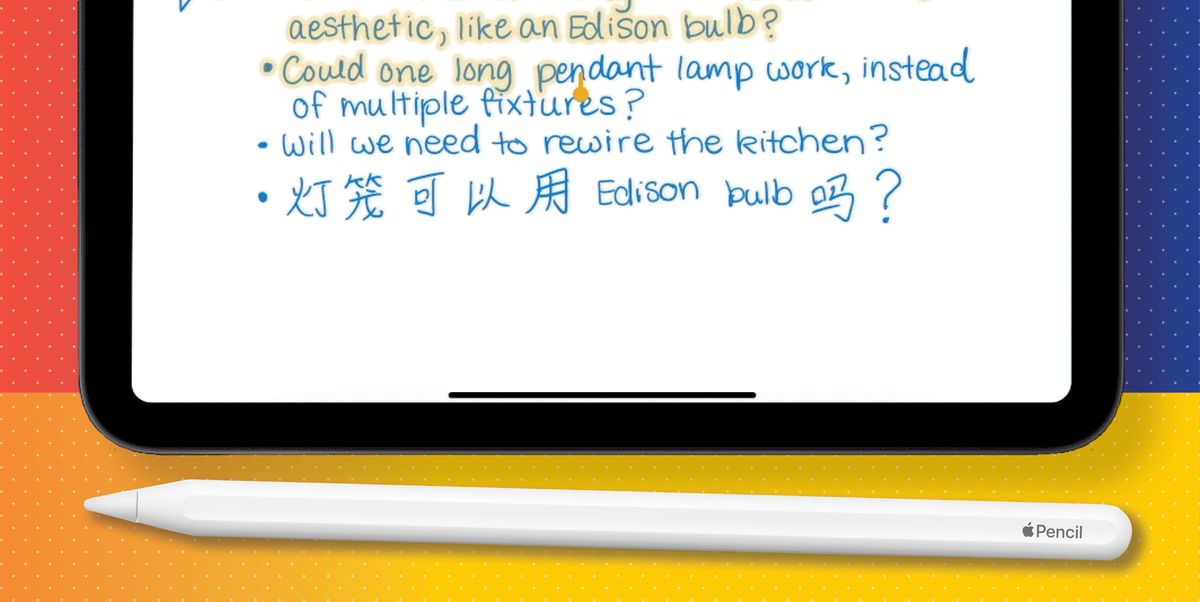 aesthetic, like an Edison bulb?
• Could one long pendant lamp work, instead
of multiple fixtures?
• Will we need to rewire the kitchen?
• 灯笼可以用 Edison bulb 吗?
Pencil